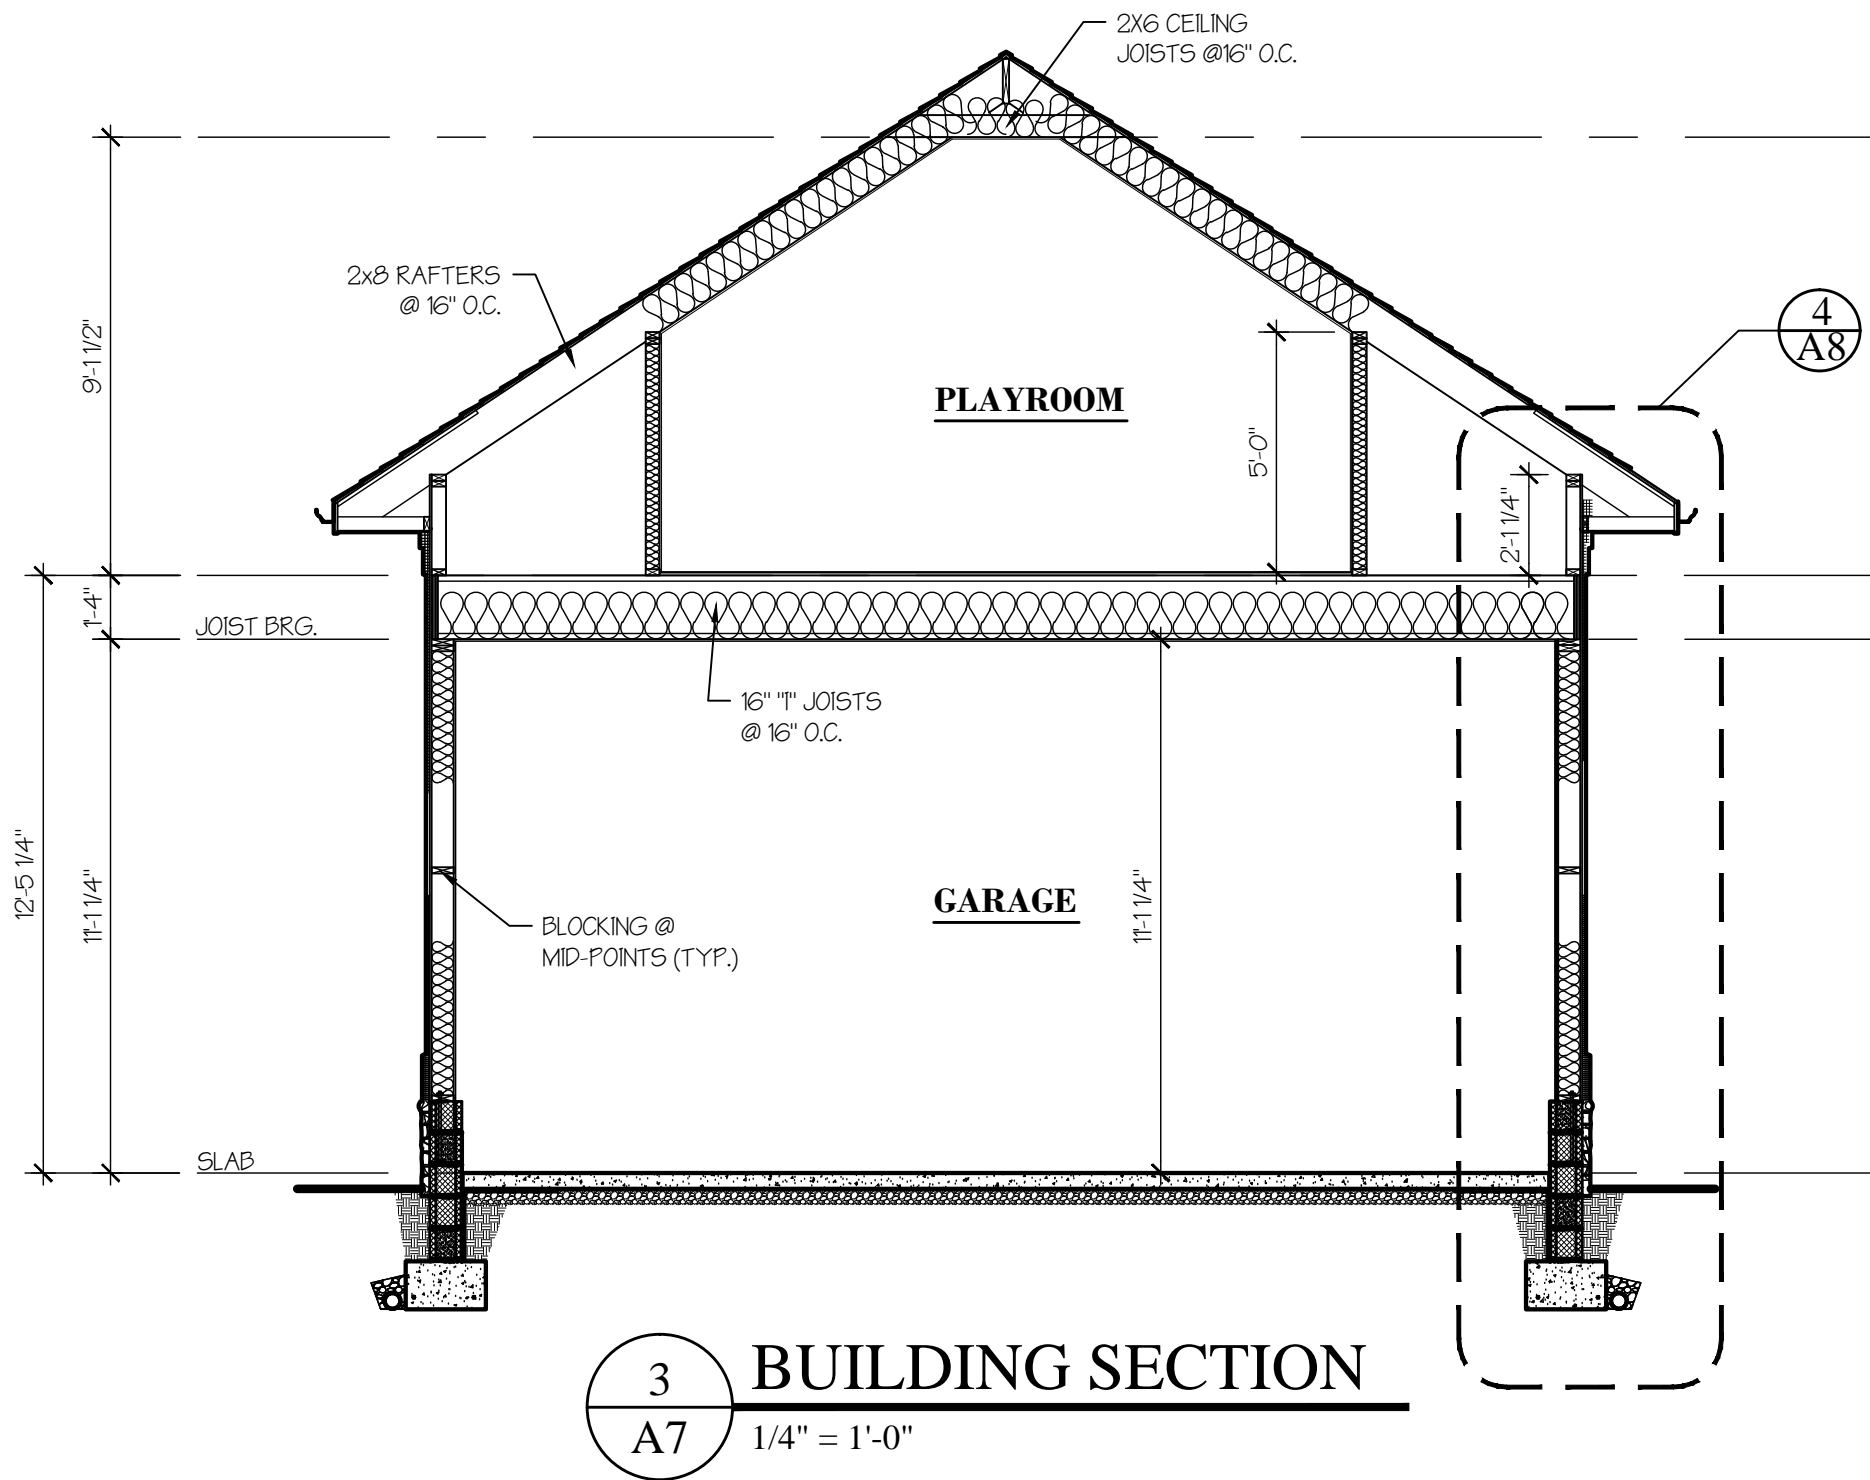 2X6 CEILING
JOISTS @16" O.C.
2x8 RAFTERS
@ 16" O.C.
9'-1 1/2"
4
A8
PLAYROOM
5'-0"
2'-1 1/4"
1'-4"
JOIST BRG.
16" "I" JOISTS
@ 16" O.C.
12'-5 1/4"
11'-1 1/4"
GARAGE
11'-1 1/4"
BLOCKING @
MID-POINTS (TYP.)
SLAB
3
A7
BUILDING SECTION
1/4" = 1'-0"